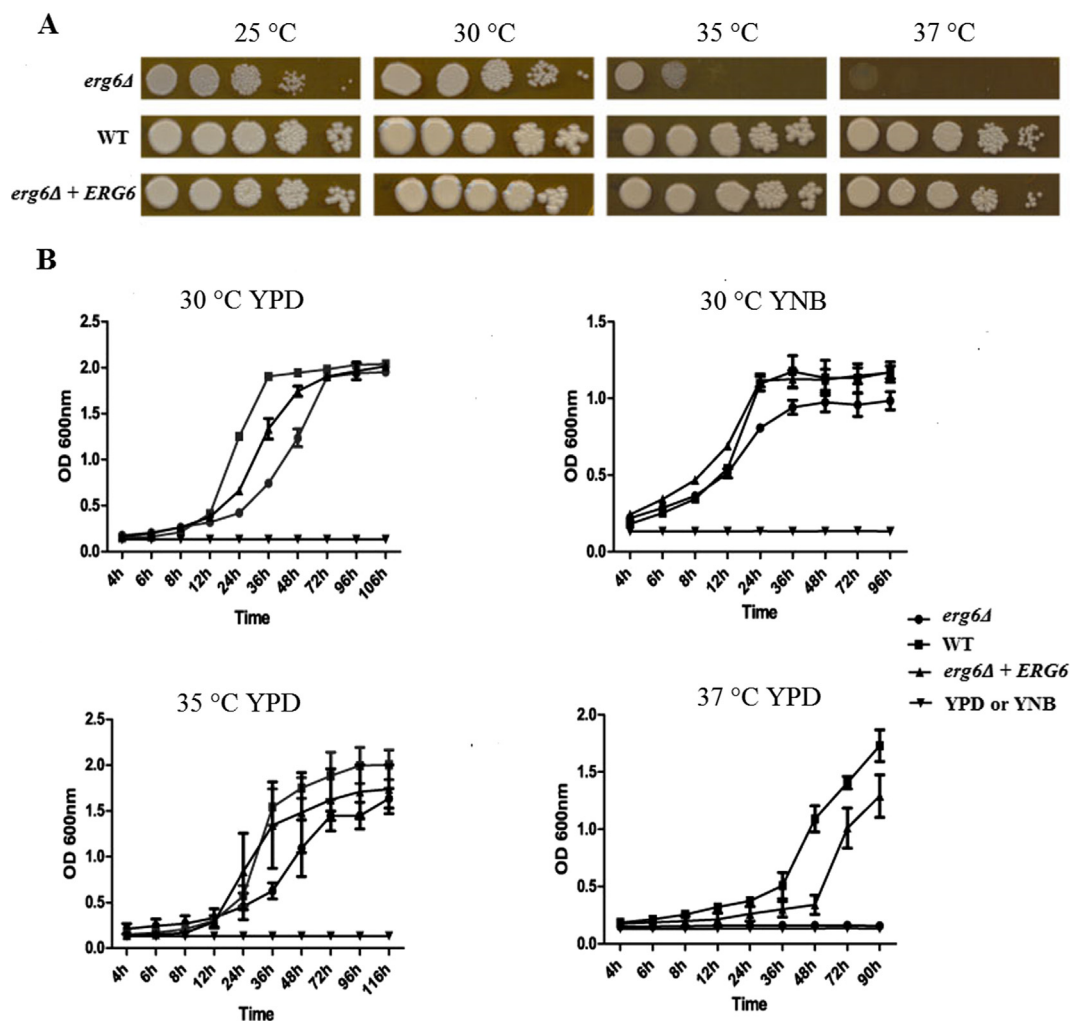 A
25 °C 30 °C 35 °C 37 °C
erg6Δ
WT
erg6Δ + ERG6
B
30 °C YPD
OD 600nm
2.5
2.0
1.5
1.0
0.5
0.0
4h 6h 8h 12h 24h 36h 48h 72h 96h 106h
Time
30 °C YNB
OD 600nm
1.5
1.0
0.5
0.0
4h 6h 8h 12h 24h 36h 48h 72h 96h
Time
erg6Δ
WT
erg6Δ + ERG6
YPD or YNB
35 °C YPD
OD 600nm
2.5
2.0
1.5
1.0
0.5
0.0
4h 6h 8h 12h 24h 36h 48h 72h 96h 116h
Time
37 °C YPD
OD 600nm
2.0
1.5
1.0
0.5
0.0
4h 6h 8h 12h 24h 36h 48h 72h 90h
Time